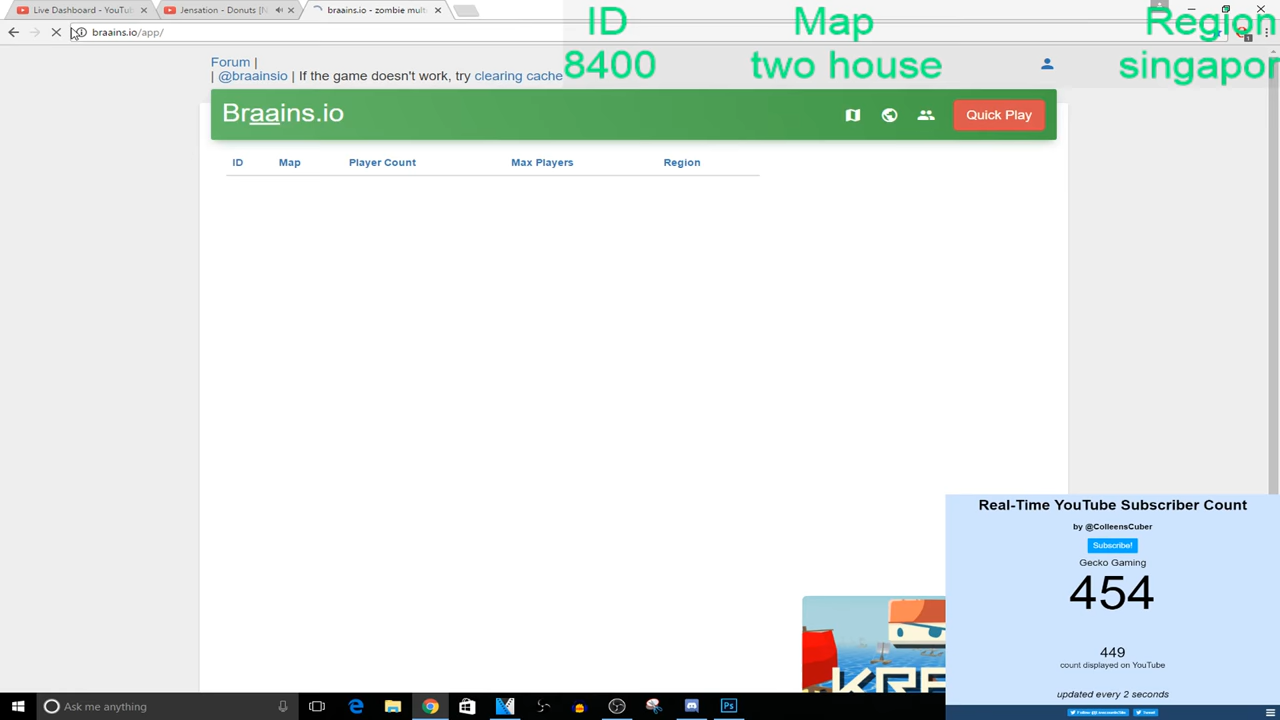 Live Dashboard - YouTu
Jensation - Donuts [N
braains.io - zombie mult
braains.io/app/
ID
Map
Region
8400
two house
singapor
Forum |
| @braainsio | If the game doesn't work, try clearing cache
Braains.io
Quick Play
ID Map Player Count Max Players Region
Real-Time YouTube Subscriber Count
by @ColleensCuber
Subscribe!
Gecko Gaming
454
449
count displayed on YouTube
updated every 2 seconds
Tweet
Ask me anything
Ps